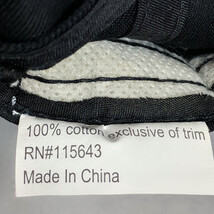 100% cotton exclusive of trim
RN#115643
Made In China